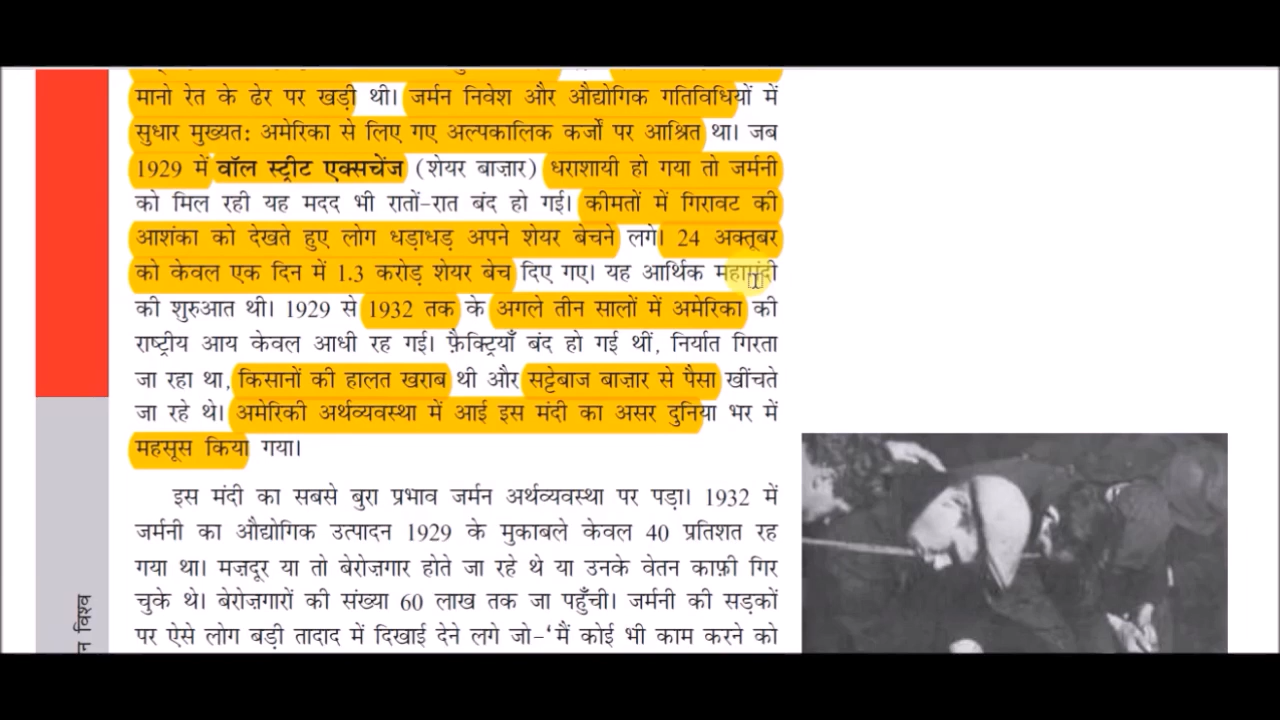 मानो रेत के ढेर पर खड़ी थी। जर्मन निवेश और औद्योगिक गतिविधियों में
सुधार मुख्यत: अमेरिका से लिए गए अल्पकालिक कर्जों पर आश्रित था। जब
1929 में वॉल स्ट्रीट एक्सचेंज (शेयर बाज़ार) धराशायी हो गया तो जर्मनी
को मिल रही यह मदद भी रातों-रात बंद हो गई। कीमतों में गिरावट की
आशंका को देखते हुए लोग धड़ाधड़ अपने शेयर बेचने लगे। 24 अक्तूबर
को केवल एक दिन में 1.3 करोड़ शेयर बेच दिए गए। यह आर्थिक महामंदी
की शुरुआत थी। 1929 से 1932 तक के अगले तीन सालों में अमेरिका की
राष्ट्रीय आय केवल आधी रह गई। फ़ैक्ट्रियाँ बंद हो गई थीं, निर्यात गिरता
जा रहा था, किसानों की हालत खराब थी और सट्टेबाज बाज़ार से पैसा खींचते
जा रहे थे। अमेरिकी अर्थव्यवस्था में आई इस मंदी का असर दुनिया भर में
महसूस किया गया।
इस मंदी का सबसे बुरा प्रभाव जर्मन अर्थव्यवस्था पर पड़ा। 1932 में
जर्मनी का औद्योगिक उत्पादन 1929 के मुकाबले केवल 40 प्रतिशत रह
गया था। मज़दूर या तो बेरोज़गार होते जा रहे थे या उनके वेतन काफ़ी गिर
चुके थे। बेरोज़गारों की संख्या 60 लाख तक जा पहुँची। जर्मनी की सड़कों
पर ऐसे लोग बड़ी तादाद में दिखाई देने लगे जो-‘मैं कोई भी काम करने को
न विश्व